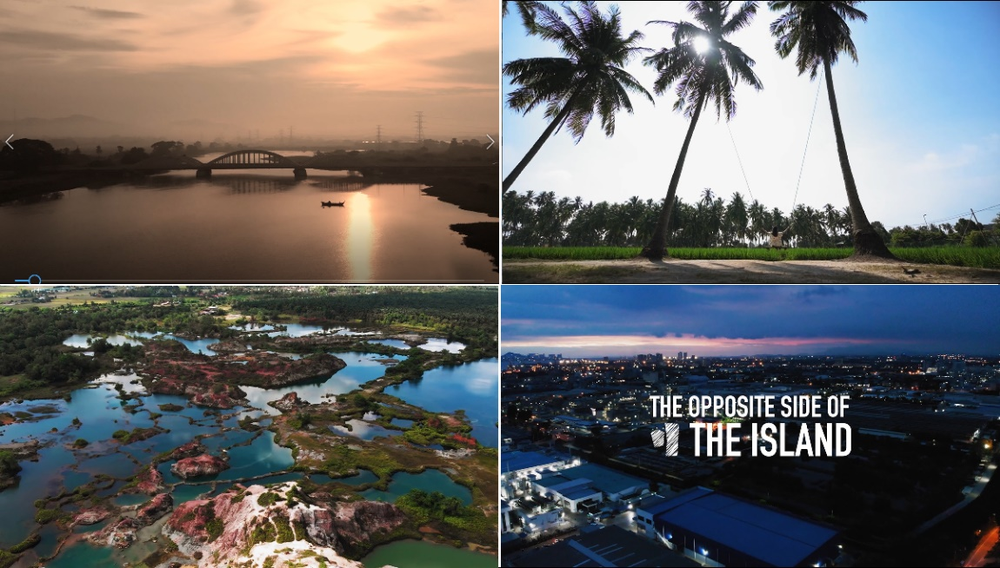 THE OPPOSITE SIDE OF
THE ISLAND